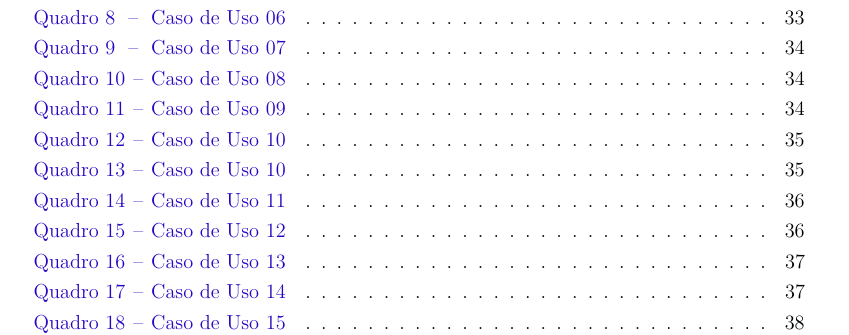 Quadro 8 – Caso de Uso 06 . . . . . . . . . . . . . . . . . . . . . . . . . . . . . . 33
Quadro 9 – Caso de Uso 07 . . . . . . . . . . . . . . . . . . . . . . . . . . . . . . 34
Quadro 10 – Caso de Uso 08 . . . . . . . . . . . . . . . . . . . . . . . . . . . . . . 34
Quadro 11 – Caso de Uso 09 . . . . . . . . . . . . . . . . . . . . . . . . . . . . . . 34
Quadro 12 – Caso de Uso 10 . . . . . . . . . . . . . . . . . . . . . . . . . . . . . . 35
Quadro 13 – Caso de Uso 10 . . . . . . . . . . . . . . . . . . . . . . . . . . . . . . 35
Quadro 14 – Caso de Uso 11 . . . . . . . . . . . . . . . . . . . . . . . . . . . . . . 36
Quadro 15 – Caso de Uso 12 . . . . . . . . . . . . . . . . . . . . . . . . . . . . . . 36
Quadro 16 – Caso de Uso 13 . . . . . . . . . . . . . . . . . . . . . . . . . . . . . . 37
Quadro 17 – Caso de Uso 14 . . . . . . . . . . . . . . . . . . . . . . . . . . . . . . 37
Quadro 18 – Caso de Uso 15 . . . . . . . . . . . . . . . . . . . . . . . . . . . . . . 38